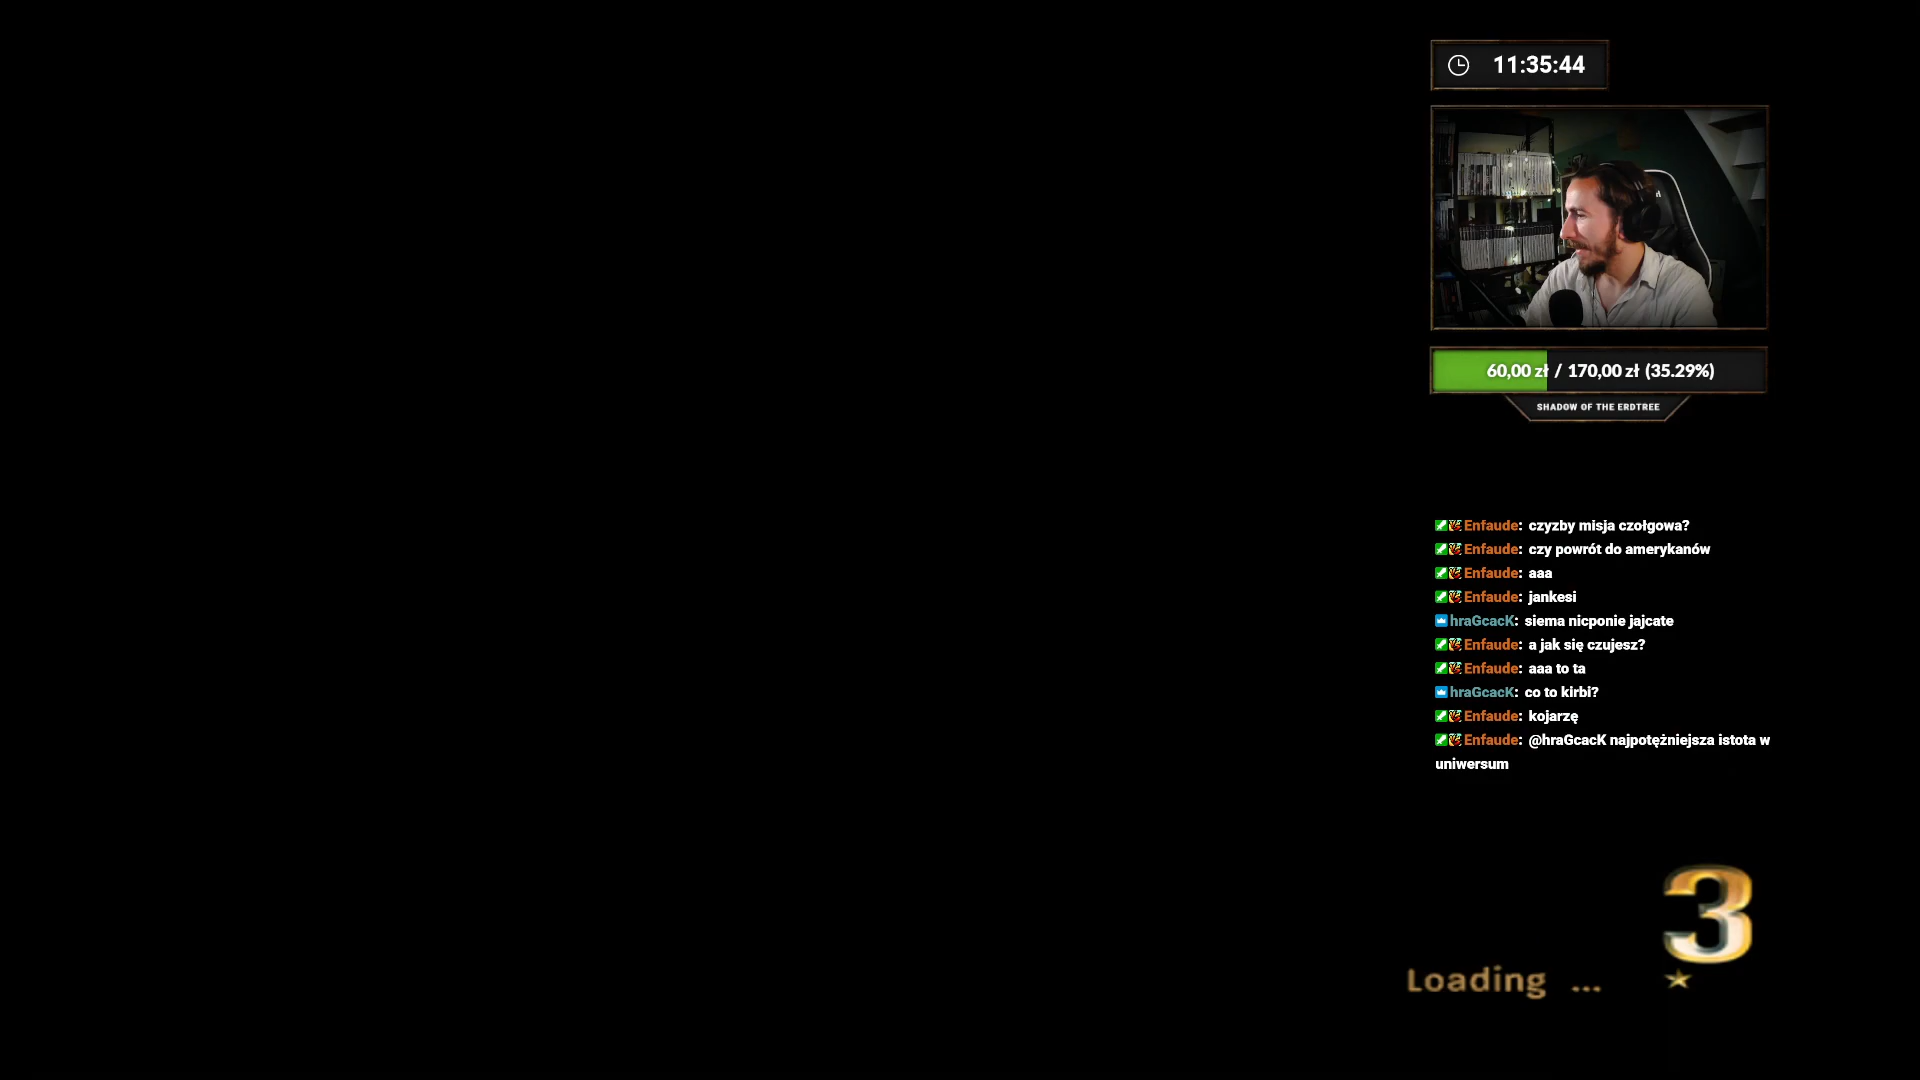 11:35:44
60,00 zł / 170,00 zł (35.29%)
SHADOW OF THE ERDTREE
Enfaude: czyzby misja czołgowa?
Enfaude: czy powrót do amerykanów
Enfaude: aaa
Enfaude: jankesi
hraGcacK: siema nicponie jajcate
Enfaude: a jak się czujesz?
Enfaude: aaa to ta
hraGcacK: co to kirbi?
Enfaude: kojarzę
Enfaude: @hraGcacK najpotężniejsza istota w
uniwersum
3
Loading ...